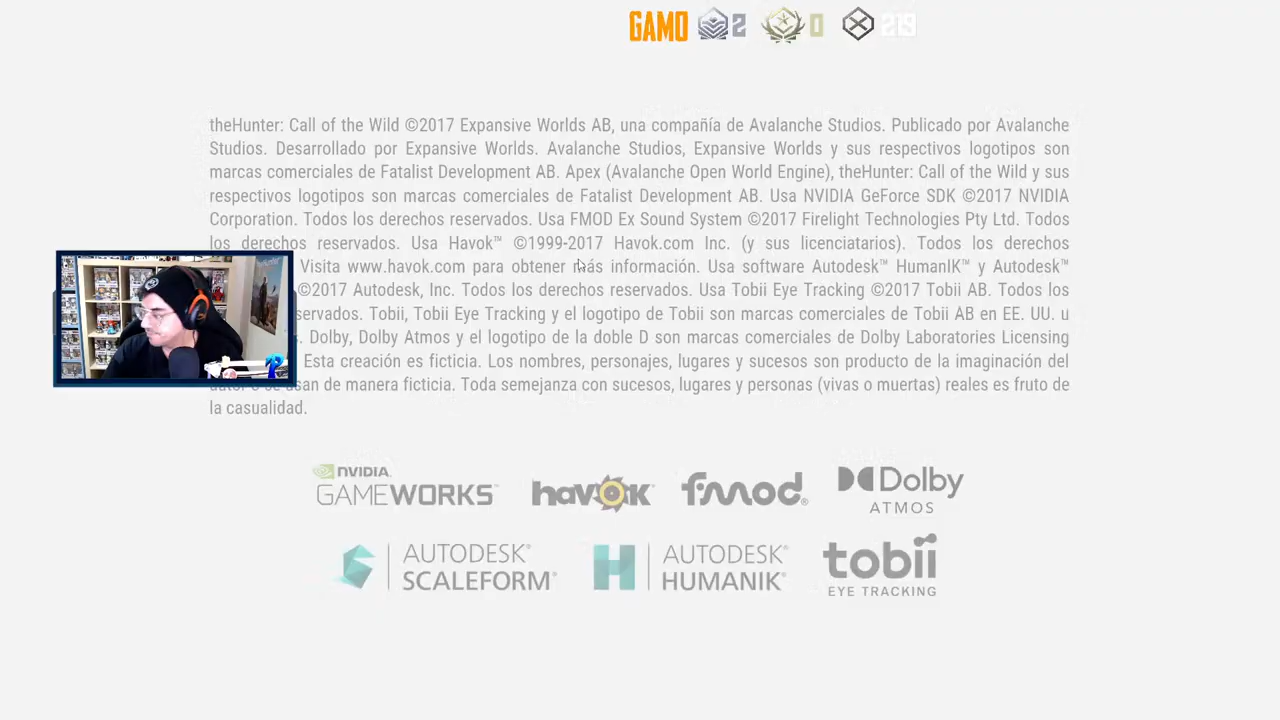 GAMO 2 0 219
theHunter: Call of the Wild ©2017 Expansive Worlds AB, una compañía de Avalanche Studios. Publicado por Avalanche
Studios. Desarrollado por Expansive Worlds. Avalanche Studios, Expansive Worlds y sus respectivos logotipos son
marcas comerciales de Fatalist Development AB. Apex (Avalanche Open World Engine), theHunter: Call of the Wild y sus
respectivos logotipos son marcas comerciales de Fatalist Development AB. Usa NVIDIA GeForce SDK ©2017 NVIDIA
Corporation. Todos los derechos reservados. Usa FMOD Ex Sound System ©2017 Firelight Technologies Pty Ltd. Todos
los derechos reservados. Usa Havok™ ©1999-2017 Havok.com Inc. (y sus licenciatarios). Todos los derechos
Visita www.havok.com para obtener más información. Usa software Autodesk™ HumanIK™ y Autodesk™
©2017 Autodesk, Inc. Todos los derechos reservados. Usa Tobii Eye Tracking ©2017 Tobii AB. Todos los
servados. Tobii, Tobii Eye Tracking y el logotipo de Tobii son marcas comerciales de Tobii AB en EE. UU. u
. Dolby, Dolby Atmos y el logotipo de la doble D son marcas comerciales de Dolby Laboratories Licensing
Esta creación es ficticia. Los nombres, personajes, lugares y sucesos son producto de la imaginación del
usan de manera ficticia. Toda semejanza con sucesos, lugares y personas (vivas o muertas) reales es fruto de
la casualidad.
NVIDIA GAMEWORKS™ havok™ fmod® Dolby ATMOS
AUTODESK® SCALEFORM® AUTODESK® HUMANIK® tobii EYE TRACKING